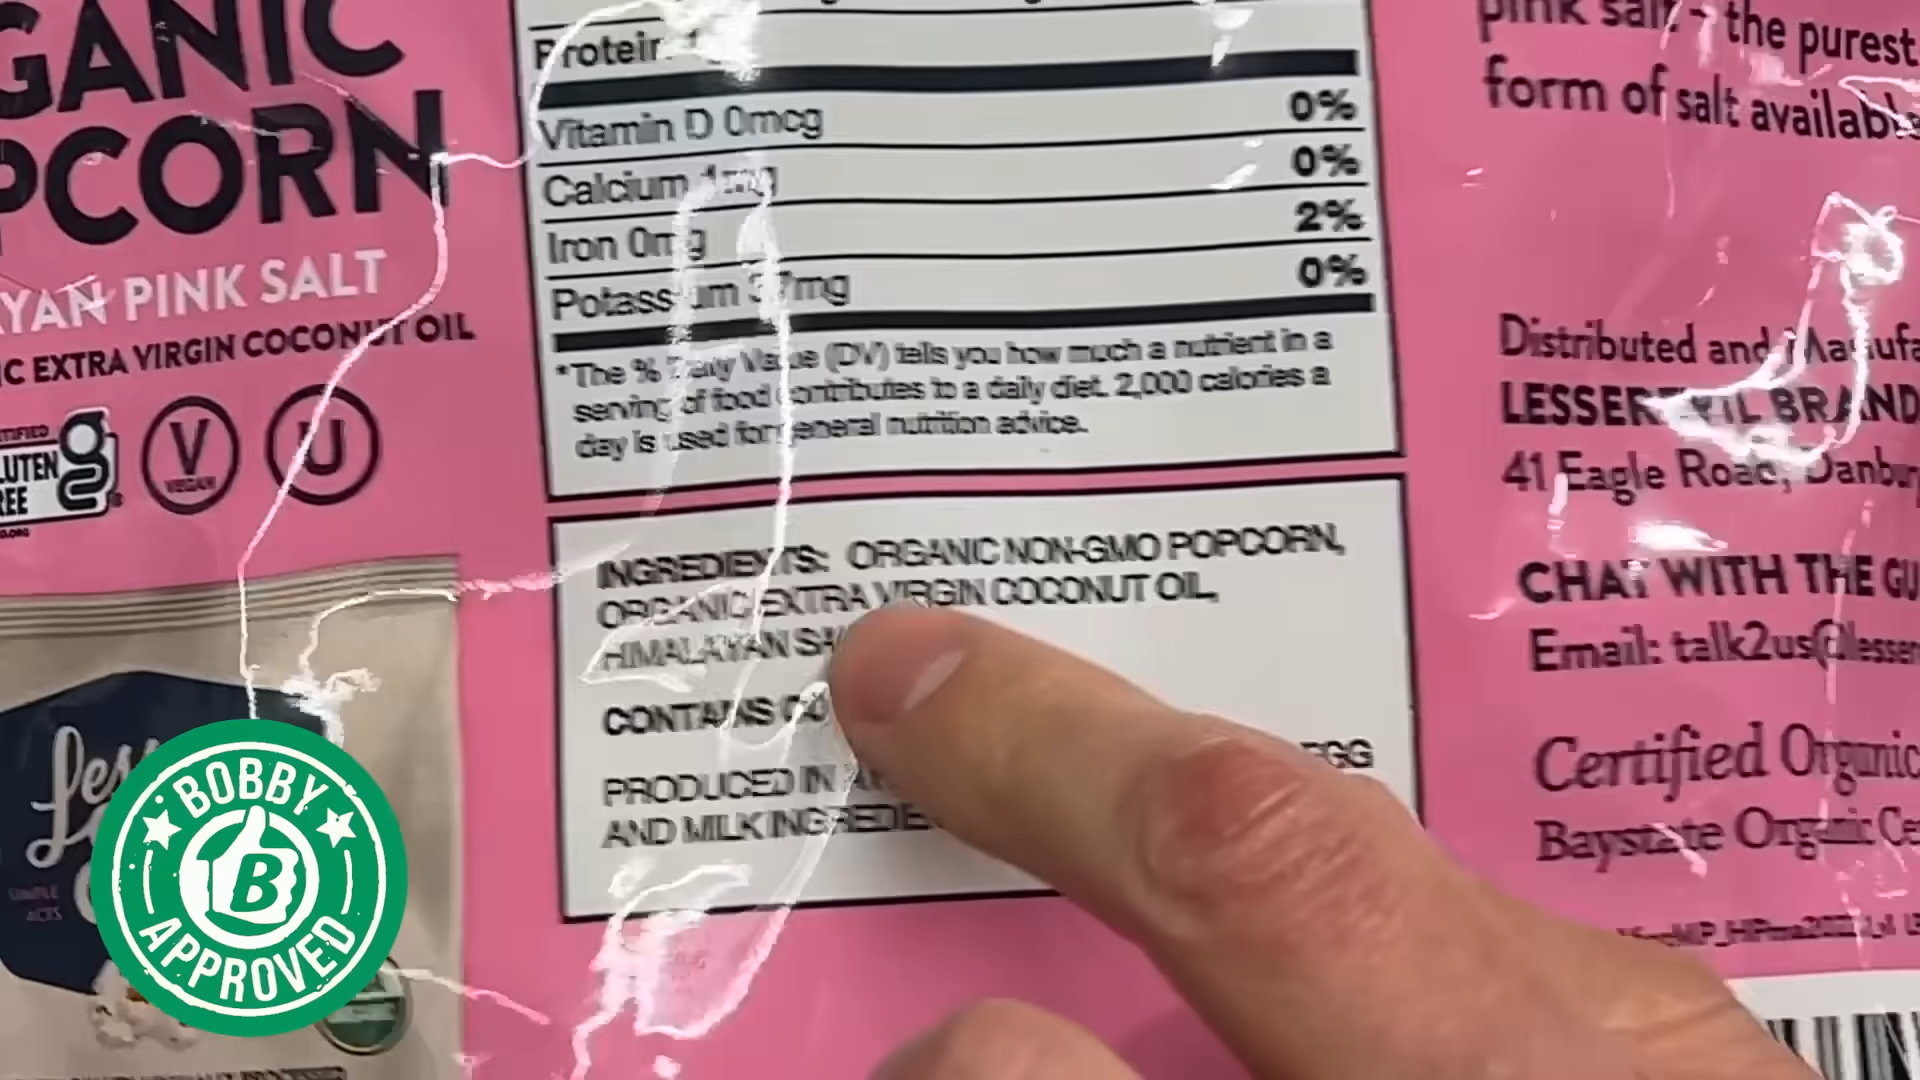 GANIC
PCORN
YAN PINK SALT
IC EXTRA VIRGIN COCONUT OIL
GLUTEN
FREE
V
VEGAN
U
BOBBY
B
APPROVED
Protein
Vitamin D 0mcg 0%
Calcium 1mg 0%
Iron 0mg 2%
Potassium 37mg 0%
*The % Daily Value (DV) tells you how much a nutrient in a
serving of food contributes to a daily diet. 2,000 calories a
day is used for general nutrition advice.
INGREDIENTS: ORGANIC NON-GMO POPCORN,
ORGANIC EXTRA VIRGIN COCONUT OIL,
HIMALAYAN SA
CONTAINS CO
PRODUCED IN EGG
AND MILK INGREDIE
pink salt - the purest
form of salt available
Distributed and Manufa
LESSER EVIL BRAND
41 Eagle Road, Danbur
CHAT WITH THE GU
Email: talk2us@lesser
Certified Organic
Baystate Organic Ce